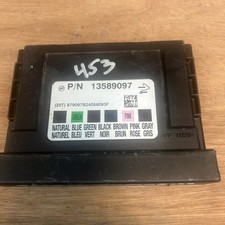 453
P/N 13589097
NATURAL BLUE GREEN BLACK BROWN PINK GRAY
NATUREL BLEU VERT NOIR BRUN ROSE GRIS